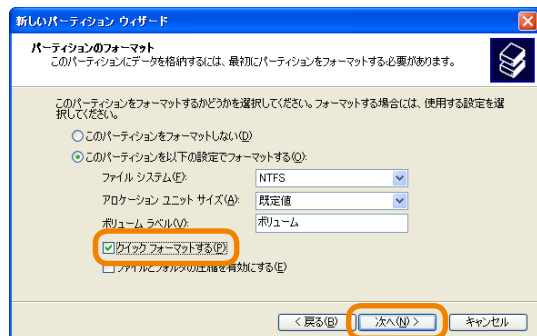 新しいパーティション ウィザード
パーティションのフォーマット
このパーティションにデータを格納するには、最初にパーティションをフォーマットする必要があります。
このパーティションをフォーマットするかどうかを選択してください。フォーマットする場合には、使用する設定を選
択してください。
このパーティションをフォーマットしない(D)
このパーティションを以下の設定でフォーマットする(O):
ファイル システム(F): NTFS
アロケーション ユニット サイズ(A): 既定値
ボリューム ラベル(V): ボリューム
クイック フォーマットする(P)
ファイルとフォルダの圧縮を有効にする(E)
< 戻る(B) 次へ(N) > キャンセル